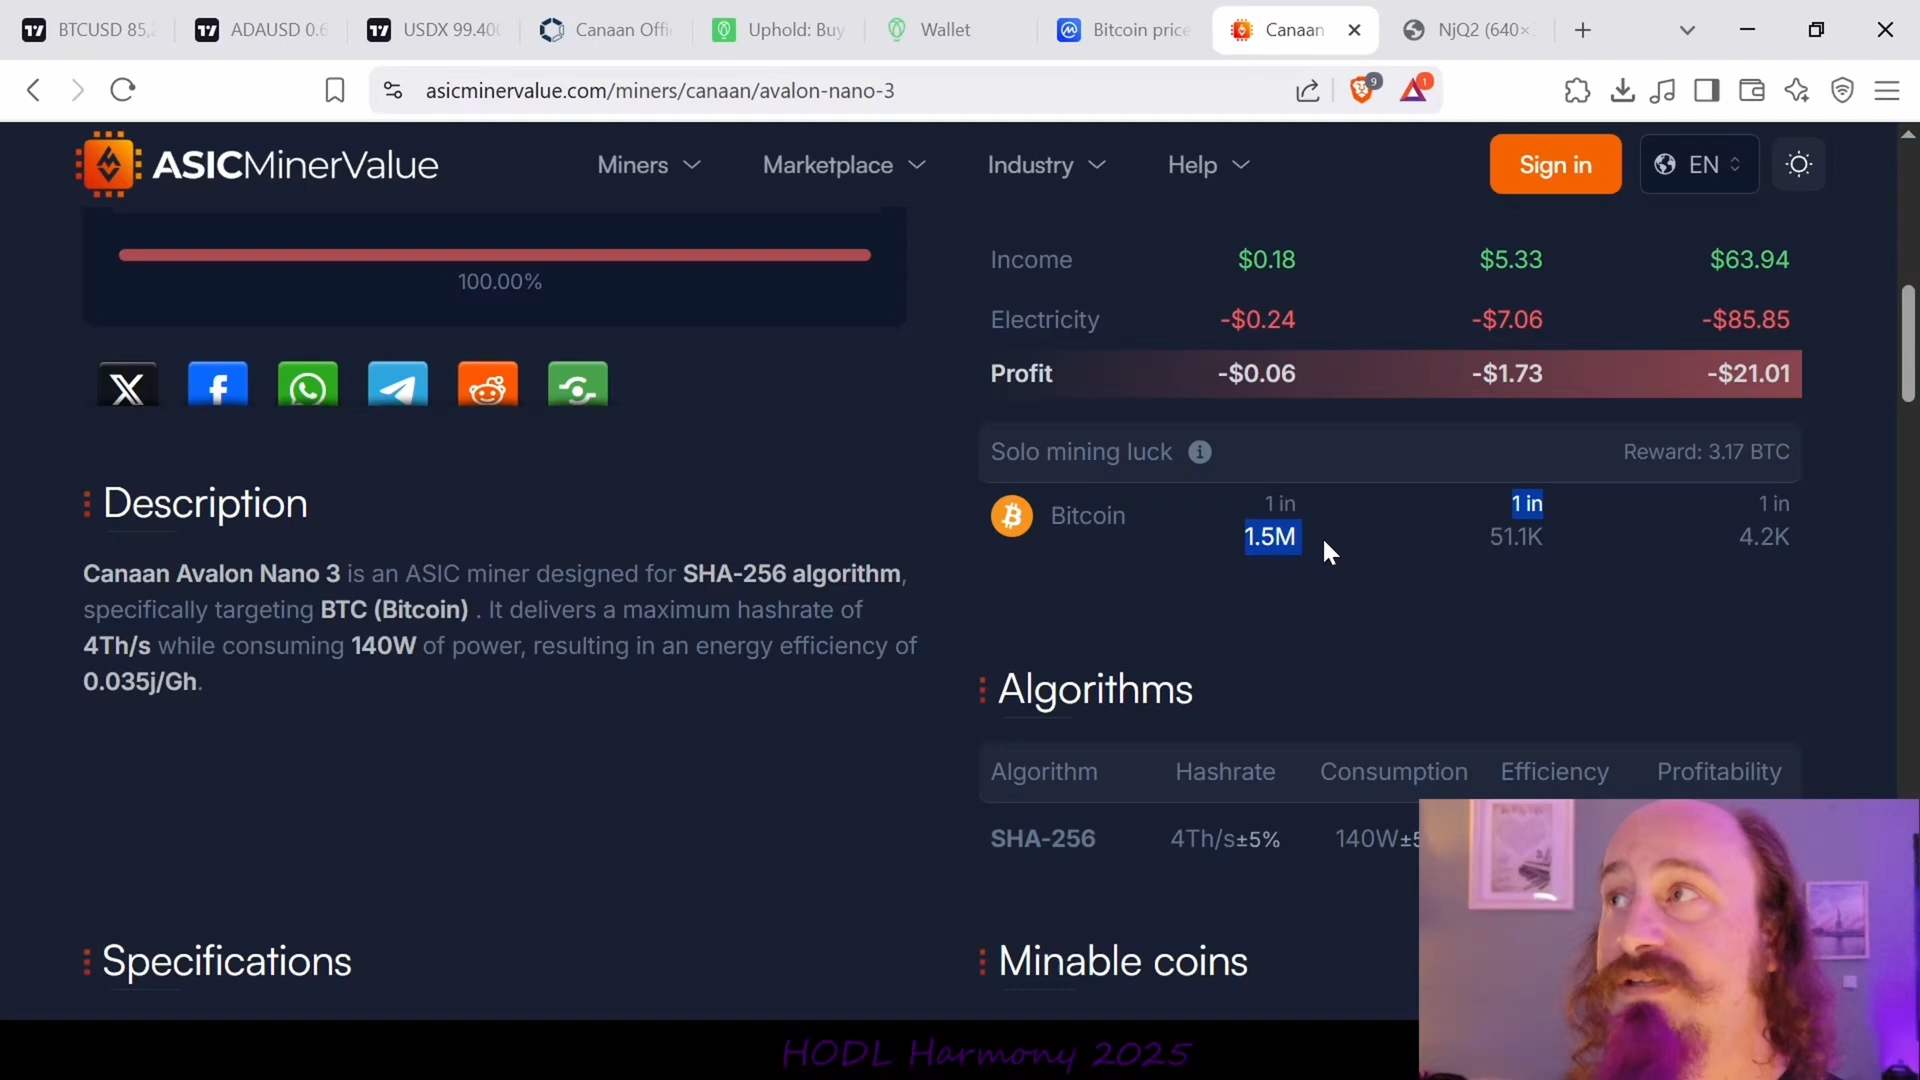 BTCUSD 85,2
ADAUSD 0.6
USDX 99.40
Canaan Offi
Uphold: Buy
Wallet
Bitcoin price
Canaan
NjQ2 (640×
asicminervalue.com/miners/canaan/avalon-nano-3
9
1
ASICMinerValue
Miners
Marketplace
Industry
Help
Sign in
EN
100.00%
Income $0.18 $5.33 $63.94
Electricity -$0.24 -$7.06 -$85.85
Profit -$0.06 -$1.73 -$21.01
Solo mining luck Reward: 3.17 BTC
Bitcoin
1 in 1 in 1 in
1.5M 51.1K 4.2K
Description
Canaan Avalon Nano 3 is an ASIC miner designed for SHA-256 algorithm,
specifically targeting BTC (Bitcoin) . It delivers a maximum hashrate of
4Th/s while consuming 140W of power, resulting in an energy efficiency of
0.035j/Gh.
Algorithms
Algorithm Hashrate Consumption Efficiency Profitability
SHA-256 4Th/s±5% 140W±5
Specifications
Minable coins
HODL Harmony 2025